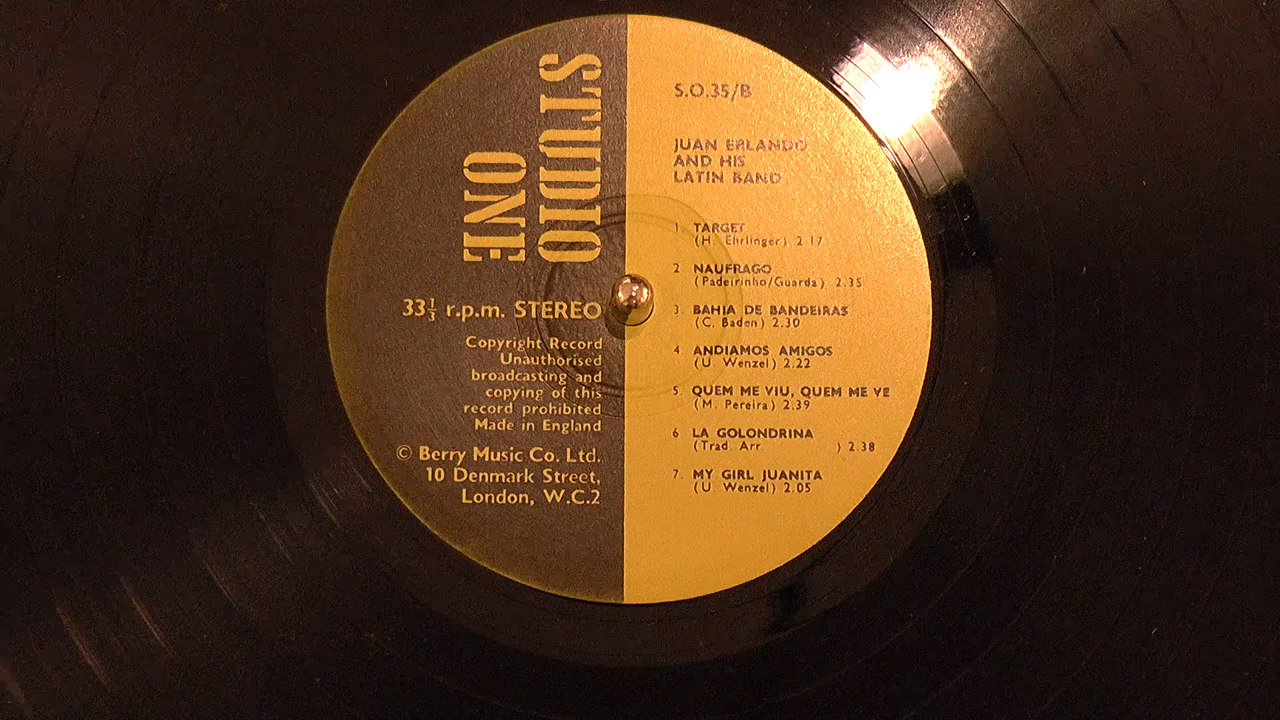 STUDIO
ONE
33⅓ r.p.m. STEREO
Copyright Record
Unauthorised
broadcasting and
copying of this
record prohibited
Made in England
© Berry Music Co. Ltd.
10 Denmark Street,
London, W.C.2
S.O.35/B
JUAN ERLANDO
AND HIS
LATIN BAND
1. TARGET
(H. Ehrlinger) 2.17
2 NAUFRAGO
(Padeirinho/Guarda) 2.35
3. BAHIA DE BANDEIRAS
(C. Baden) 2.30
4 ANDIAMOS AMIGOS
(U. Wenzel) 2.22
5. QUEM ME VIU, QUEM ME VE
(M. Pereira) 2.39
6 LA GOLONDRINA
(Trad. Arr ) 2.38
7. MY GIRL JUANITA
(U. Wenzel) 2.05